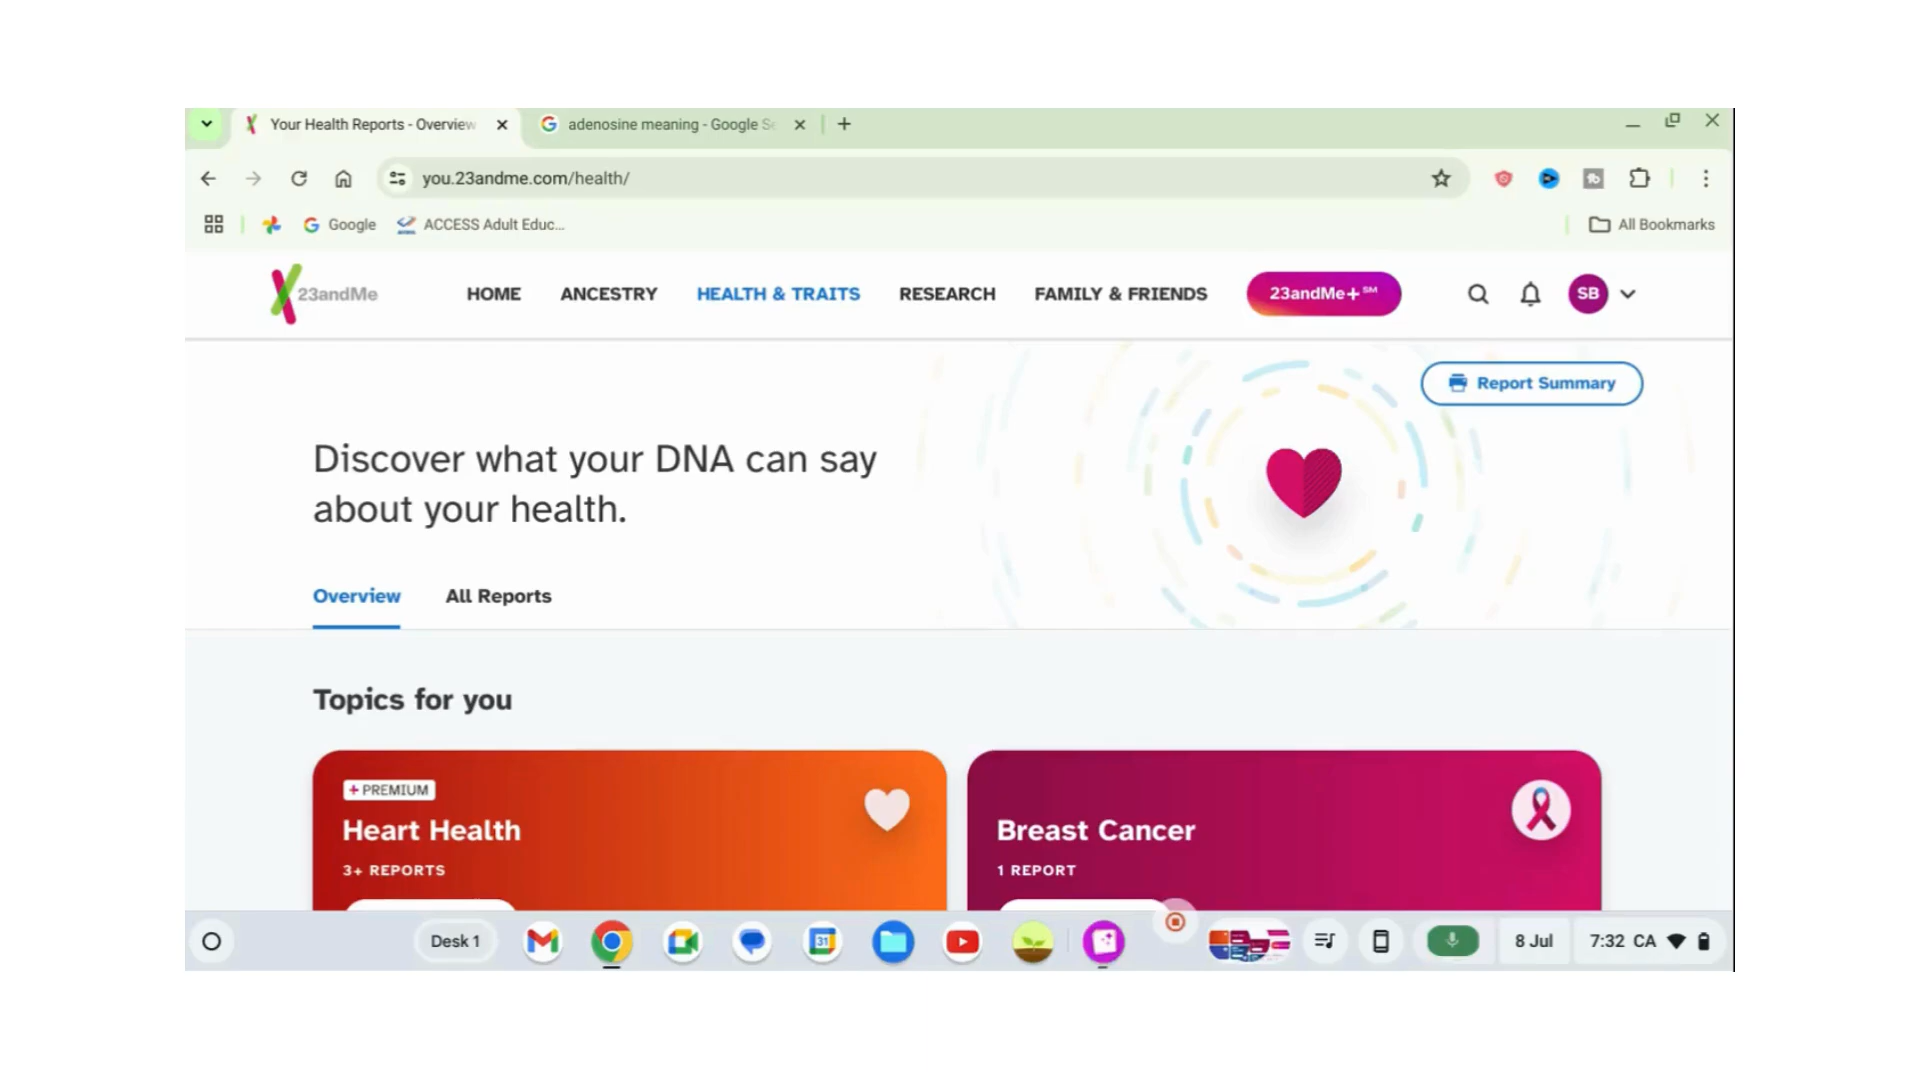 Your Health Reports - Overview
adenosine meaning - Google Se
you.23andme.com/health/
Google
ACCESS Adult Educ...
All Bookmarks
23andMe
HOME
ANCESTRY
HEALTH & TRAITS
RESEARCH
FAMILY & FRIENDS
23andMe+℠
SB
Report Summary
Discover what your DNA can say
about your health.
Overview
All Reports
Topics for you
+ PREMIUM
Heart Health
3+ REPORTS
Breast Cancer
1 REPORT
Desk 1
31
8 Jul
7:32 CA